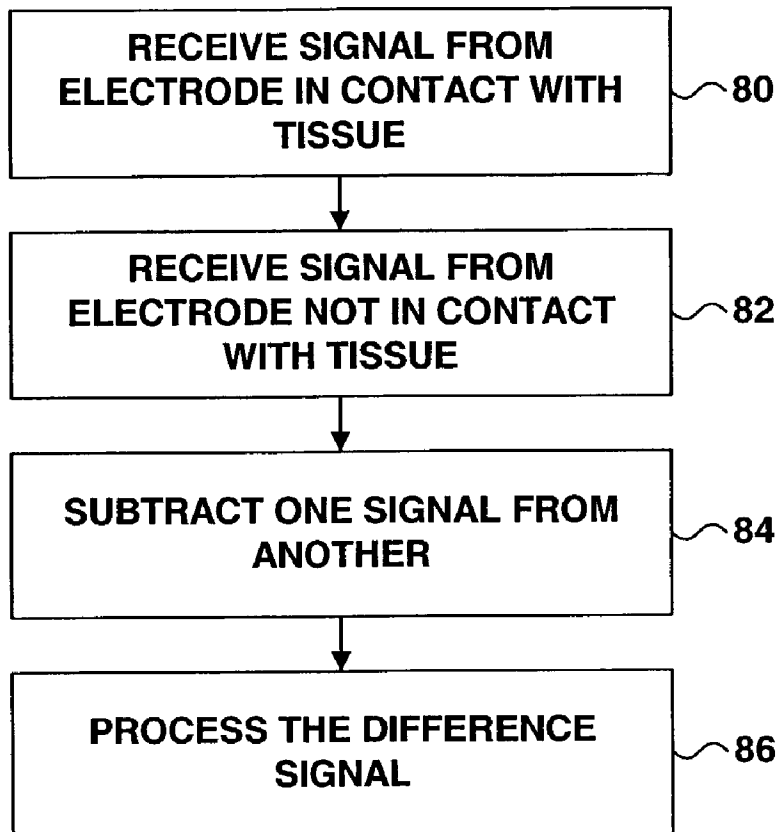 RECEIVE SIGNAL FROM
ELECTRODE IN CONTACT WITH
TISSUE
80
RECEIVE SIGNAL FROM
ELECTRODE NOT IN CONTACT
WITH TISSUE
82
SUBTRACT ONE SIGNAL FROM
ANOTHER
84
PROCESS THE DIFFERENCE
SIGNAL
86